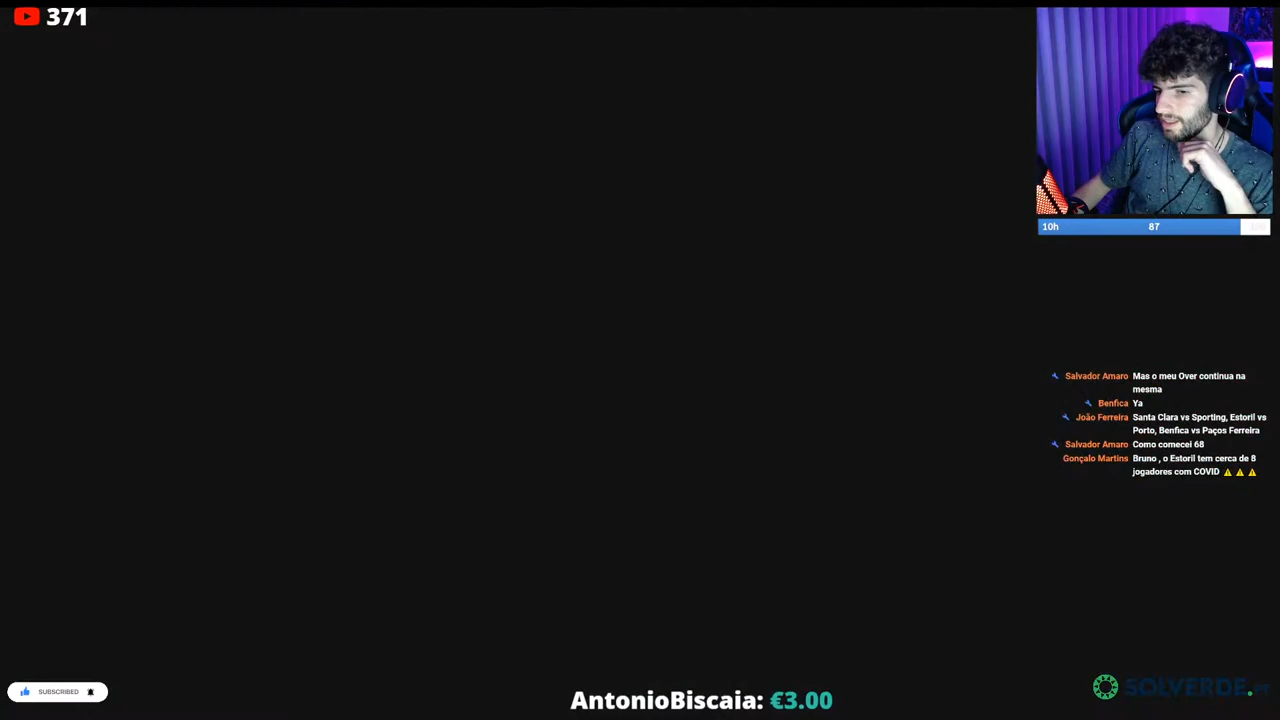 371
10h 87
Salvador Amaro Mas o meu Over continua na
mesma
Benfica Ya
João Ferreira Santa Clara vs Sporting, Estoril vs
Porto, Benfica vs Paços Ferreira
Salvador Amaro Como comecei 68
Gonçalo Martins Bruno , o Estoril tem cerca de 8
jogadores com COVID ⚠ ⚠ ⚠
SUBSCRIBED
AntonioBiscaia: €3.00
SOLVERDE.PT